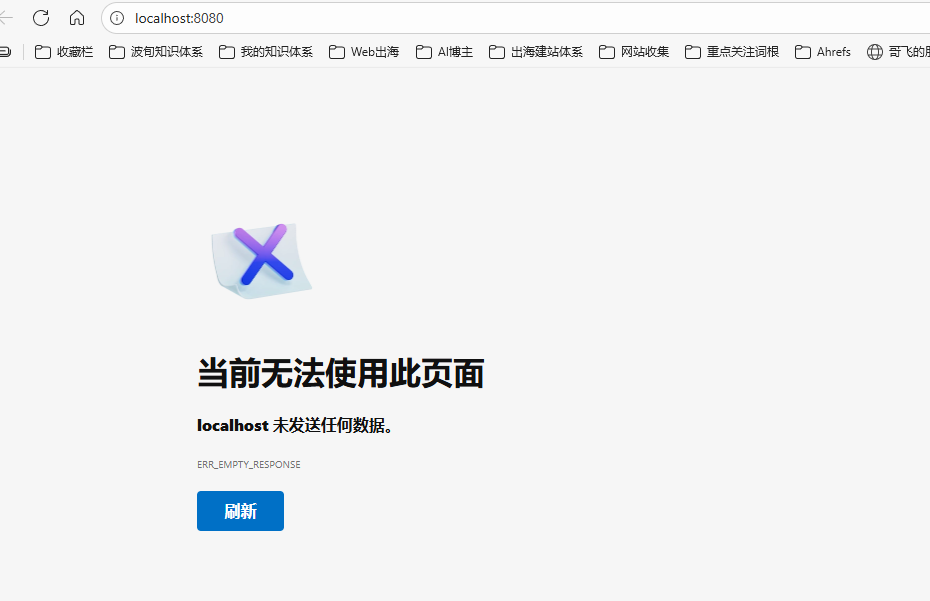 localhost:8080
收藏栏 波旬知识体系 我的知识体系 Web出海 AI博主 出海建站体系 网站收集 重点关注词根 Ahrefs 哥飞的
当前无法使用此页面
localhost 未发送任何数据。
ERR_EMPTY_RESPONSE
刷新